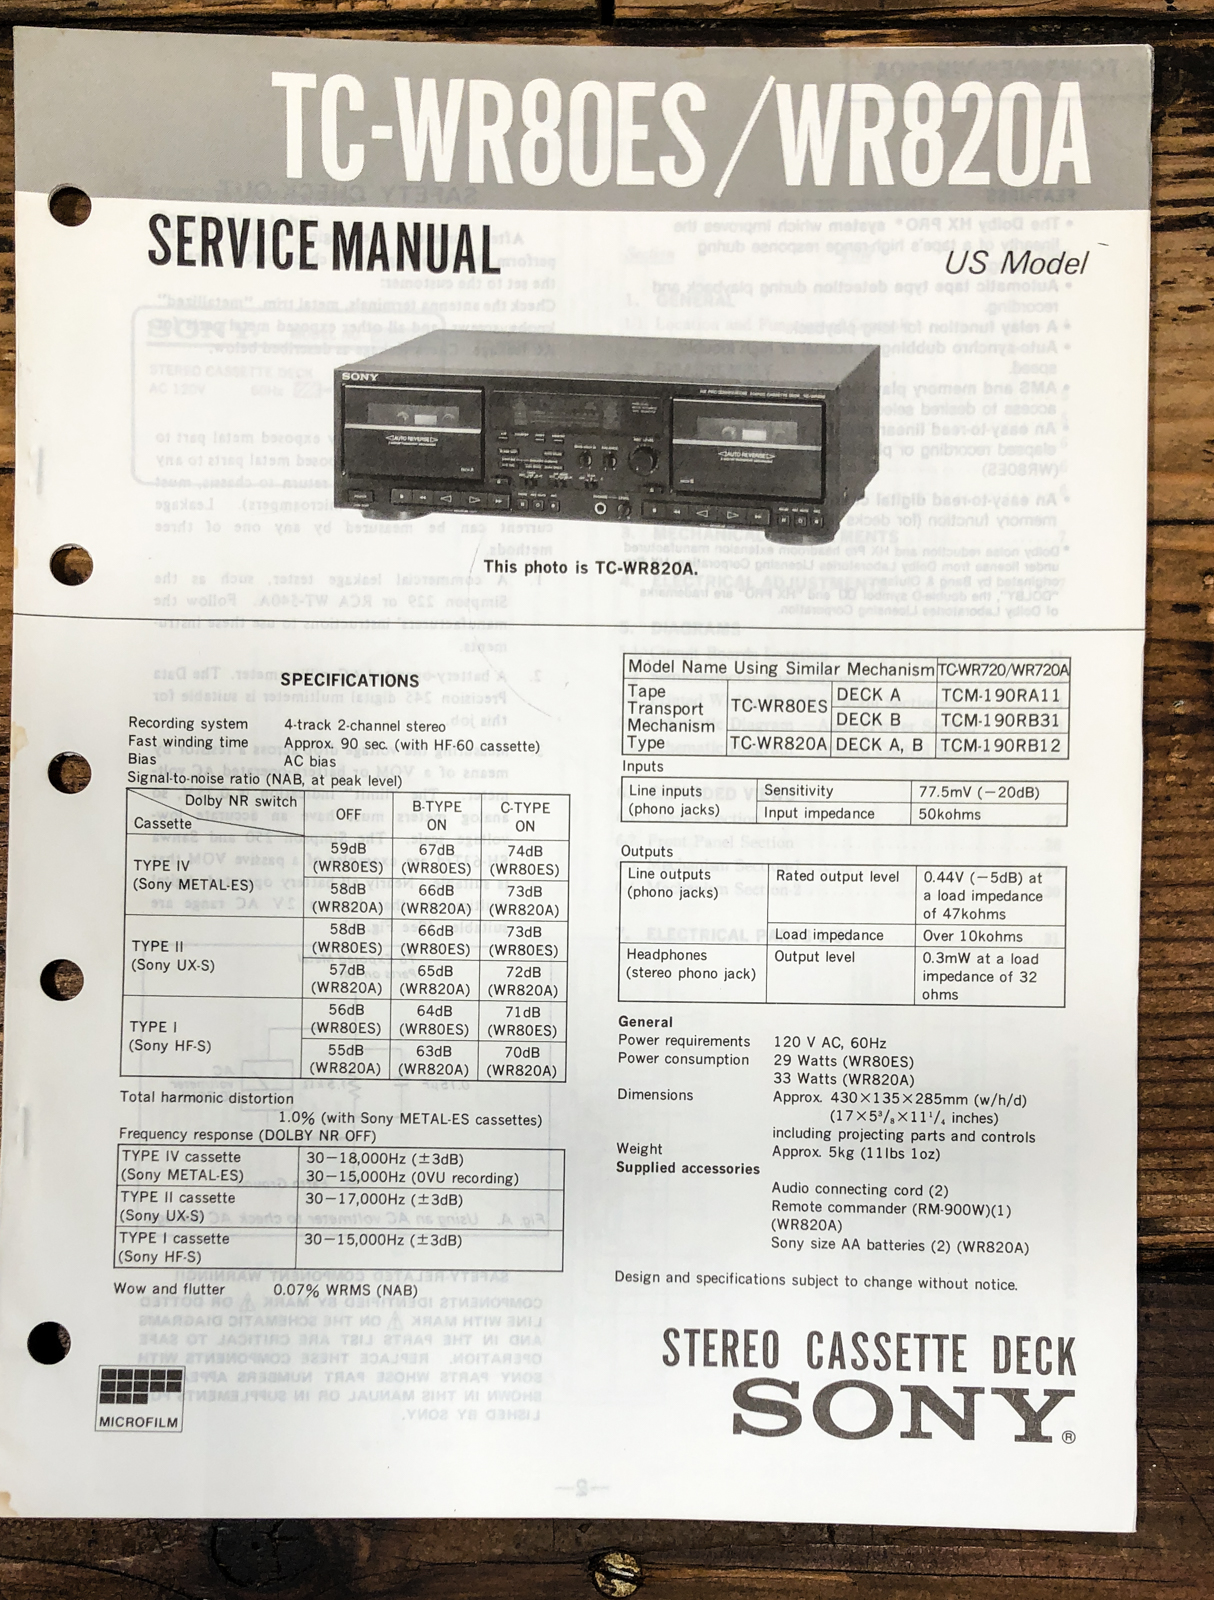 TC-WR80ES/WR820A
SERVICE MANUAL
US Model
SONY
AUTO REVERSE
AUTO REVERSE
This photo is TC-WR820A.
SPECIFICATIONS
Recording system 4-track 2-channel stereo
Fast winding time Approx. 90 sec. (with HF-60 cassette)
Bias AC bias
Signal-to-noise ratio (NAB, at peak level)
Dolby NR switch
Cassette
OFF
B-TYPE ON
C-TYPE ON
TYPE IV
(Sony METAL-ES)
59dB 67dB 74dB
(WR80ES) (WR80ES) (WR80ES)
58dB 66dB 73dB
(WR820A) (WR820A) (WR820A)
TYPE II
(Sony UX-S)
58dB 66dB 73dB
(WR80ES) (WR80ES) (WR80ES)
57dB 65dB 72dB
(WR820A) (WR820A) (WR820A)
TYPE I
(Sony HF-S)
56dB 64dB 71dB
(WR80ES) (WR80ES) (WR80ES)
55dB 63dB 70dB
(WR820A) (WR820A) (WR820A)
Total harmonic distortion
1.0% (with Sony METAL-ES cassettes)
Frequency response (DOLBY NR OFF)
TYPE IV cassette 30—18,000Hz (±3dB)
(Sony METAL-ES) 30—15,000Hz (0VU recording)
TYPE II cassette 30—17,000Hz (±3dB)
(Sony UX-S)
TYPE I cassette 30—15,000Hz (±3dB)
(Sony HF-S)
Wow and flutter 0.07% WRMS (NAB)
MICROFILM
Model Name Using Similar Mechanism TCWR720/WR720A
Tape Transport Mechanism Type
TC-WR80ES DECK A TCM-190RA11
DECK B TCM-190RB31
TC-WR820A DECK A, B TCM-190RB12
Inputs
Line inputs (phono jacks)
Sensitivity 77.5mV (−20dB)
Input impedance 50kohms
Outputs
Line outputs (phono jacks)
Rated output level 0.44V (−5dB) at
a load impedance
of 47kohms
Load impedance Over 10kohms
Headphones (stereo phono jack)
Output level 0.3mW at a load
impedance of 32
ohms
General
Power requirements 120 V AC, 60Hz
Power consumption 29 Watts (WR80ES)
33 Watts (WR820A)
Dimensions Approx. 430×135×285mm (w/h/d)
(17×5³/₈×11¹/₄ inches)
including projecting parts and controls
Weight Approx. 5kg (11lbs 1oz)
Supplied accessories
Audio connecting cord (2)
Remote commander (RM-900W)(1)
(WR820A)
Sony size AA batteries (2) (WR820A)
Design and specifications subject to change without notice.
STEREO CASSETTE DECK
SONY®